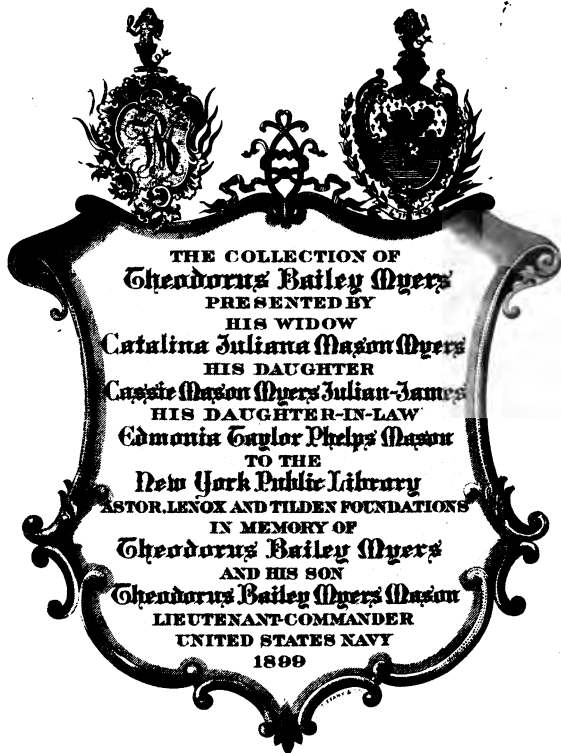 THE COLLECTION OF
Theodorus Bailey Myers
PRESENTED BY
HIS WIDOW
Catalina Juliana Mason Myers
HIS DAUGHTER
Cassie Mason Myers Julian-James
HIS DAUGHTER-IN-LAW
Edmonia Taylor Phelps Mason
TO THE
New York Public Library
ASTOR, LENOX AND TILDEN FOUNDATIONS
IN MEMORY OF
Theodorus Bailey Myers
AND HIS SON
Theodorus Bailey Myers Mason
LIEUTENANT-COMMANDER
UNITED STATES NAVY
1899